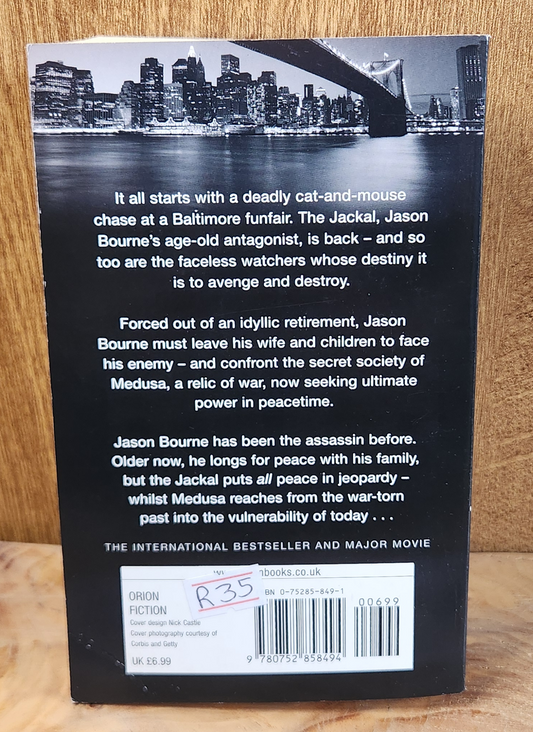 It all starts with a deadly cat-and-mouse
chase at a Baltimore funfair. The Jackal, Jason
Bourne's age-old antagonist, is back – and so
too are the faceless watchers whose destiny it
is to avenge and destroy.
Forced out of an idyllic retirement, Jason
Bourne must leave his wife and children to face
his enemy – and confront the secret society of
Medusa, a relic of war, now seeking ultimate
power in peacetime.
Jason Bourne has been the assassin before.
Older now, he longs for peace with his family,
but the Jackal puts all peace in jeopardy –
whilst Medusa reaches from the war-torn
past into the vulnerability of today . . .
THE INTERNATIONAL BESTSELLER AND MAJOR MOVIE
nbooks.co.uk
R35
ORION
FICTION
Cover design Nick Castle
Cover photography courtesy of
Corbis and Getty
UK £6.99
BN 0-75285-849-1
00699
9 780752 858494